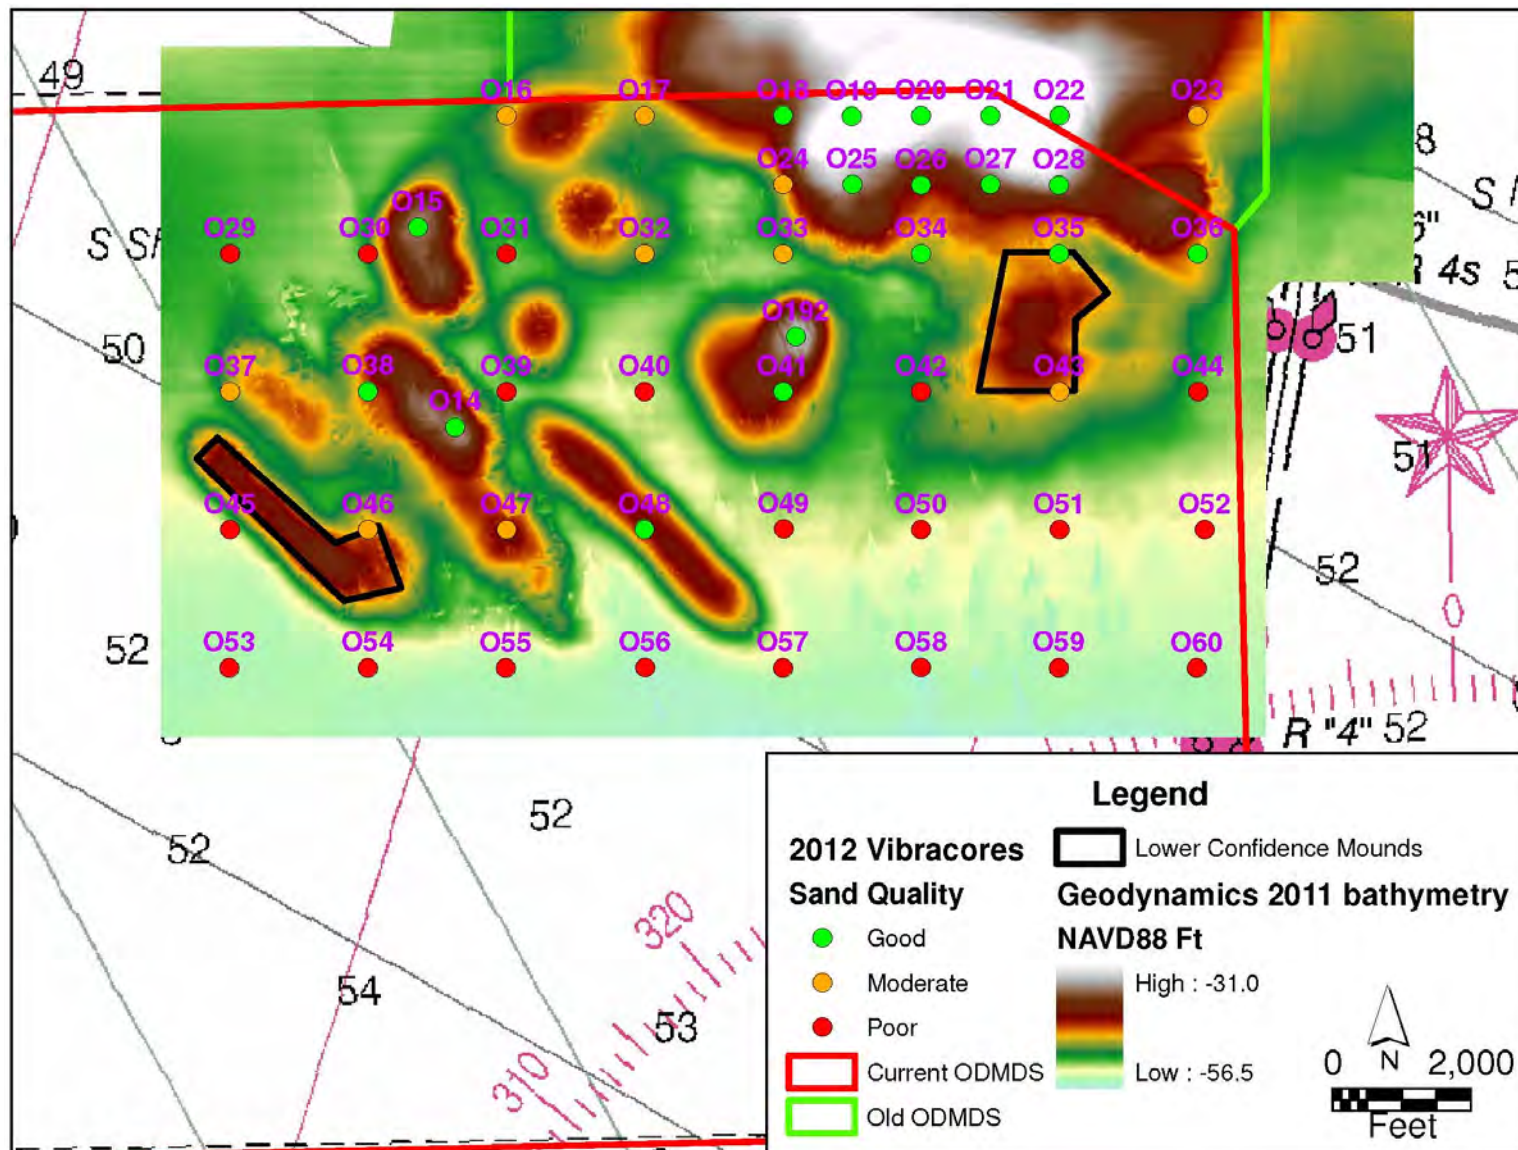 49
O16 O17 O18 O19 O20 O21 O22 O23
8
O24 O25 O26 O27 O28
S
O15
O29 O30 O31 O32 O33 O34 O35 O36
6"
S S
R 4s 5
O192
50
51
O37 O38 O39 O40 O41 O42 O43 O44
O14
51
O45 O46 O47 O48 O49 O50 O51 O52
52
0
O53 O54 O55 O56 O57 O58 O59 O60
52
R "4" 52
52
52
Legend
2012 Vibracores
Lower Confidence Mounds
Sand Quality
Geodynamics 2011 bathymetry
320
Good
NAVD88 Ft
Moderate
High : -31.0
54
53
Poor
310
Current ODMDS
Low : -56.5
N
0 2,000
Old ODMDS
Feet